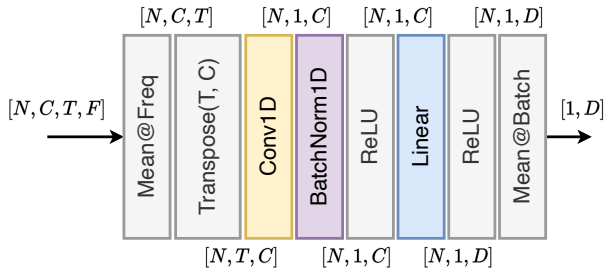 [N, C, T]
[N, 1, C]
[N, 1, C]
[N, 1, D]
[N, C, T, F]
Mean@Freq
Transpose(T, C)
Conv1D
BatchNorm1D
ReLU
Linear
ReLU
Mean@Batch
[1, D]
[N, T, C]
[N, 1, C]
[N, 1, D]